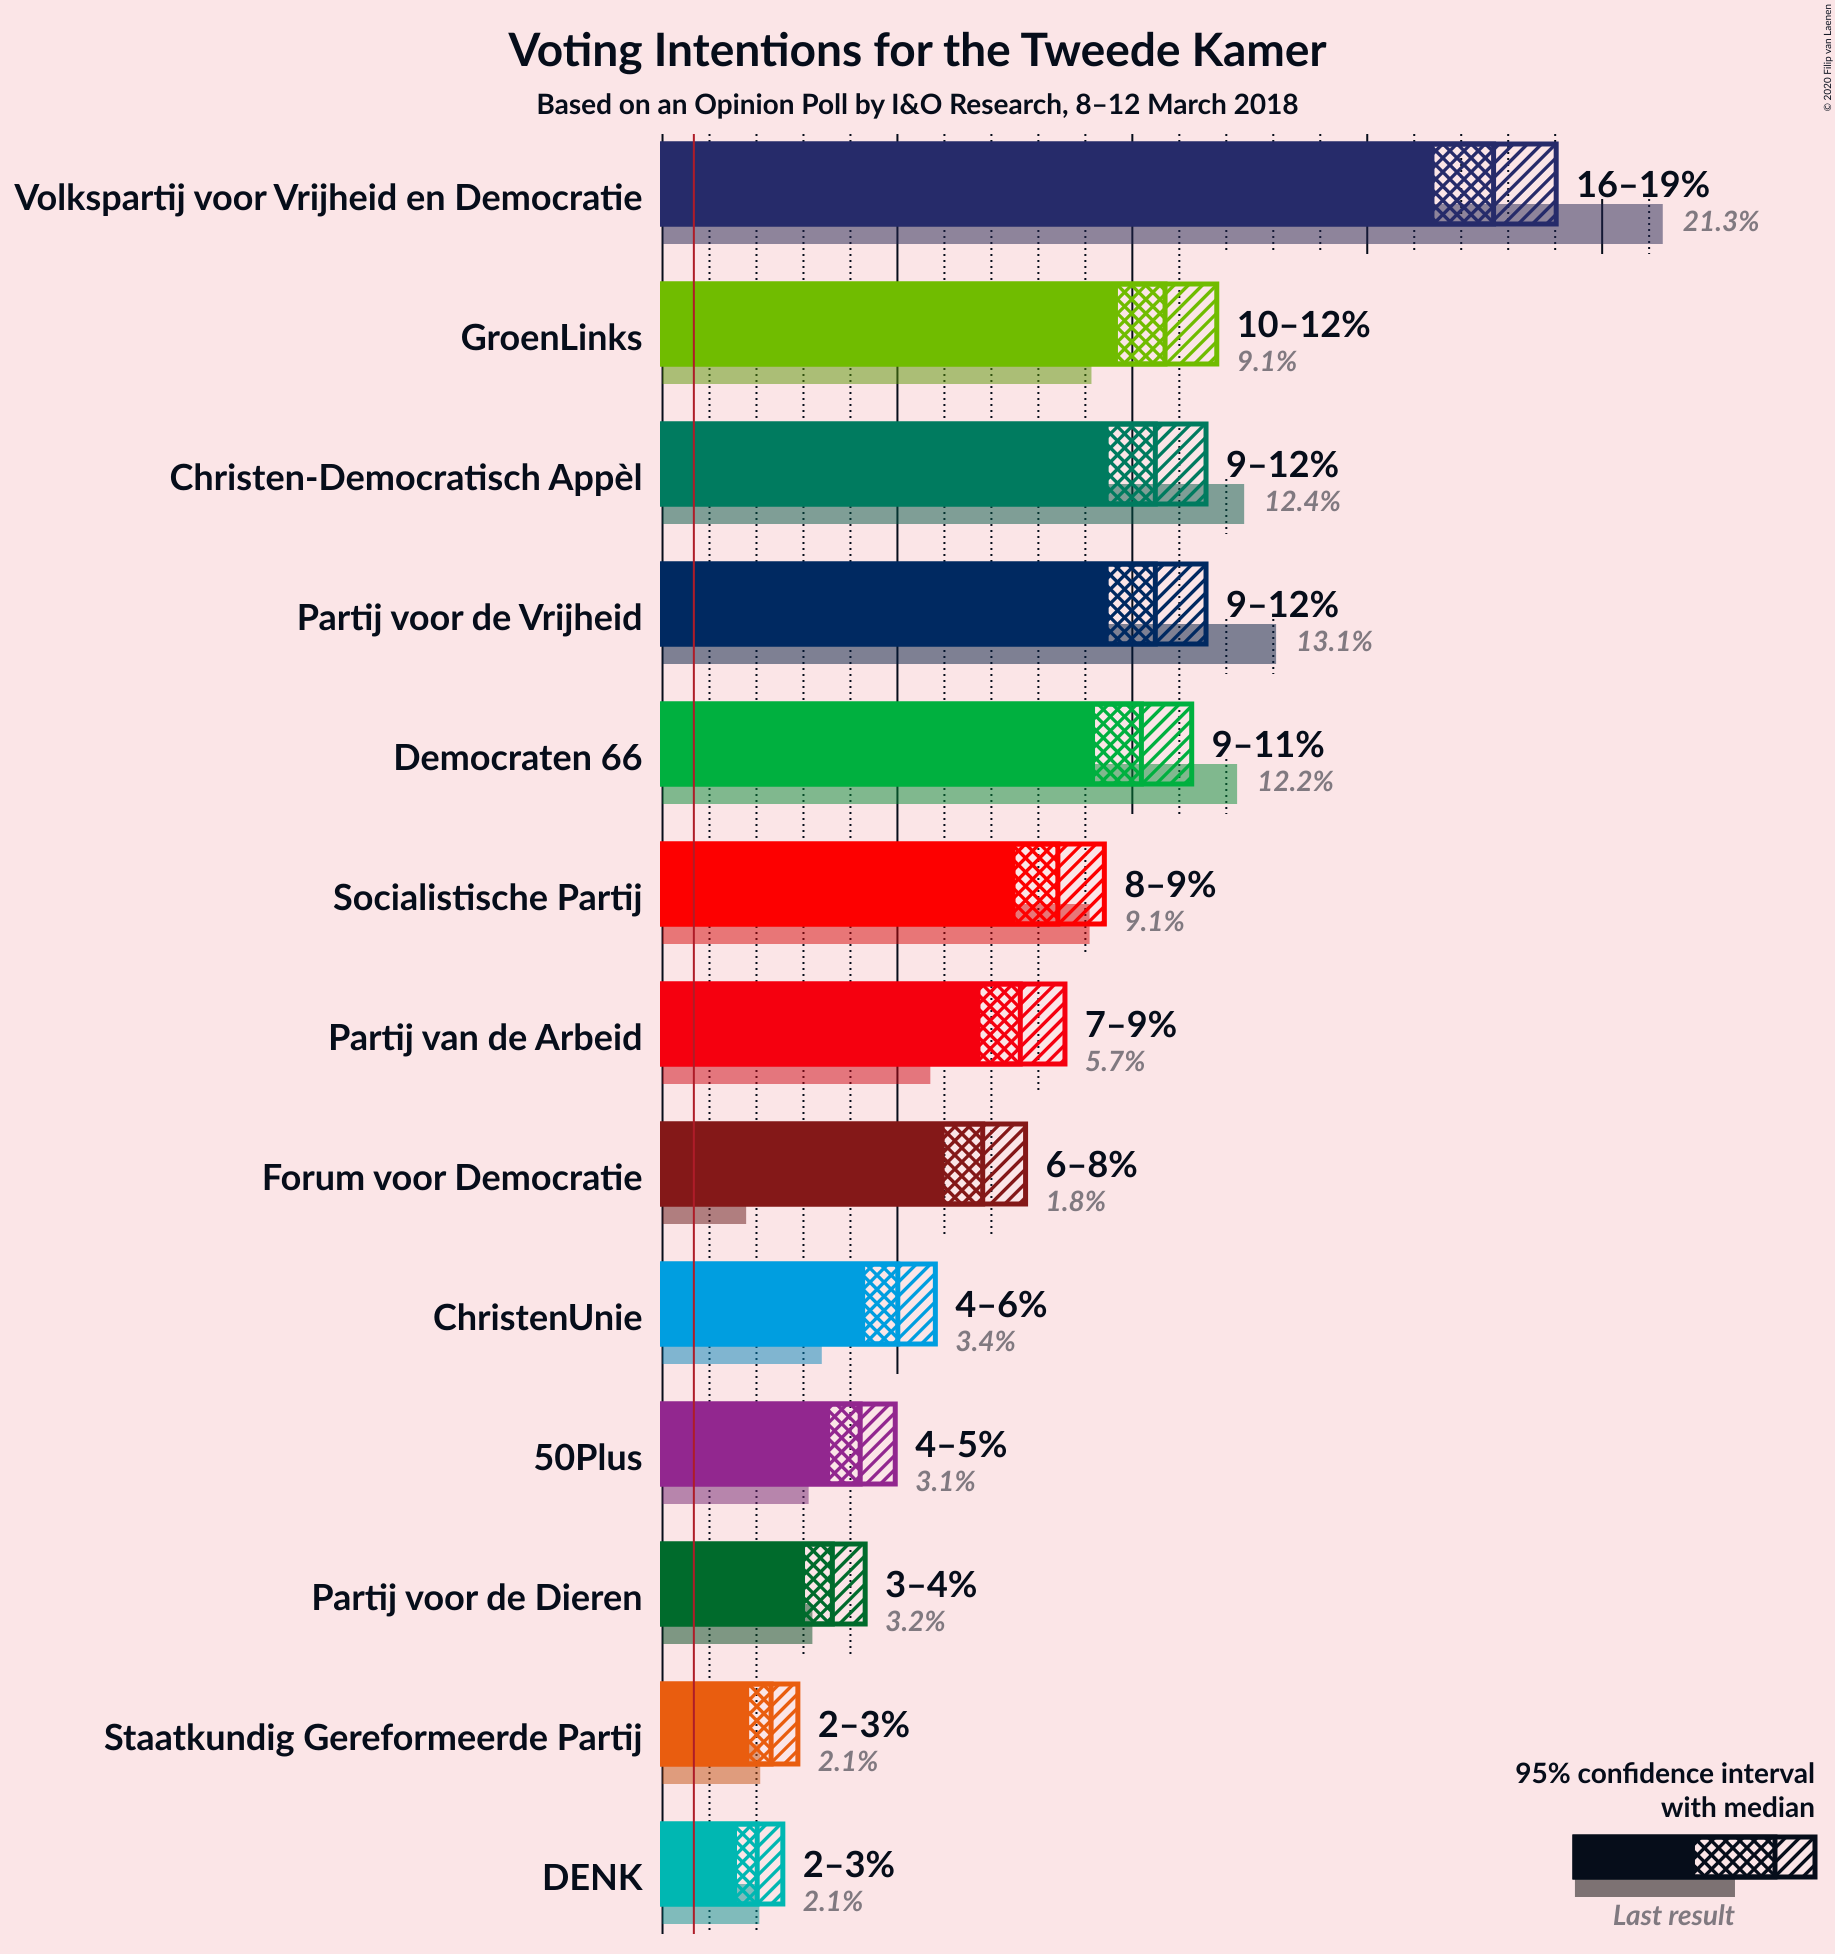 Voting Intentions for the Tweede Kamer
Based on an Opinion Poll by I&O Research, 8–12 March 2018
© 2020 Filip van Laenen
Volkspartij voor Vrijheid en Democratie
16–19%
21.3%
GroenLinks
10–12%
9.1%
Christen-Democratisch Appèl
9–12%
12.4%
Partij voor de Vrijheid
9–12%
13.1%
Democraten 66
9–11%
12.2%
Socialistische Partij
8–9%
9.1%
Partij van de Arbeid
7–9%
5.7%
Forum voor Democratie
6–8%
1.8%
ChristenUnie
4–6%
3.4%
50Plus
4–5%
3.1%
Partij voor de Dieren
3–4%
3.2%
Staatkundig Gereformeerde Partij
2–3%
2.1%
DENK
2–3%
2.1%
95% confidence interval
with median
Last result